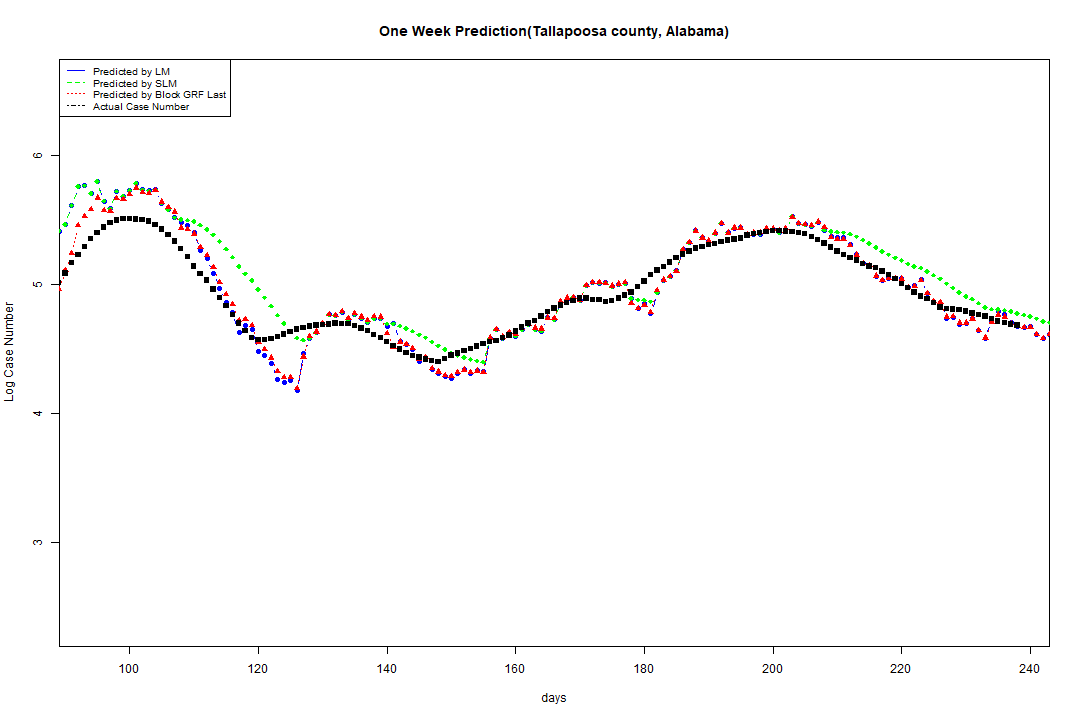 One Week Prediction(Tallapoosa county, Alabama)
Predicted by LM
Predicted by SLM
Predicted by Block GRF Last
Actual Case Number
6
5
4
3
Log Case Number
100 120 140 160 180 200 220 240
days